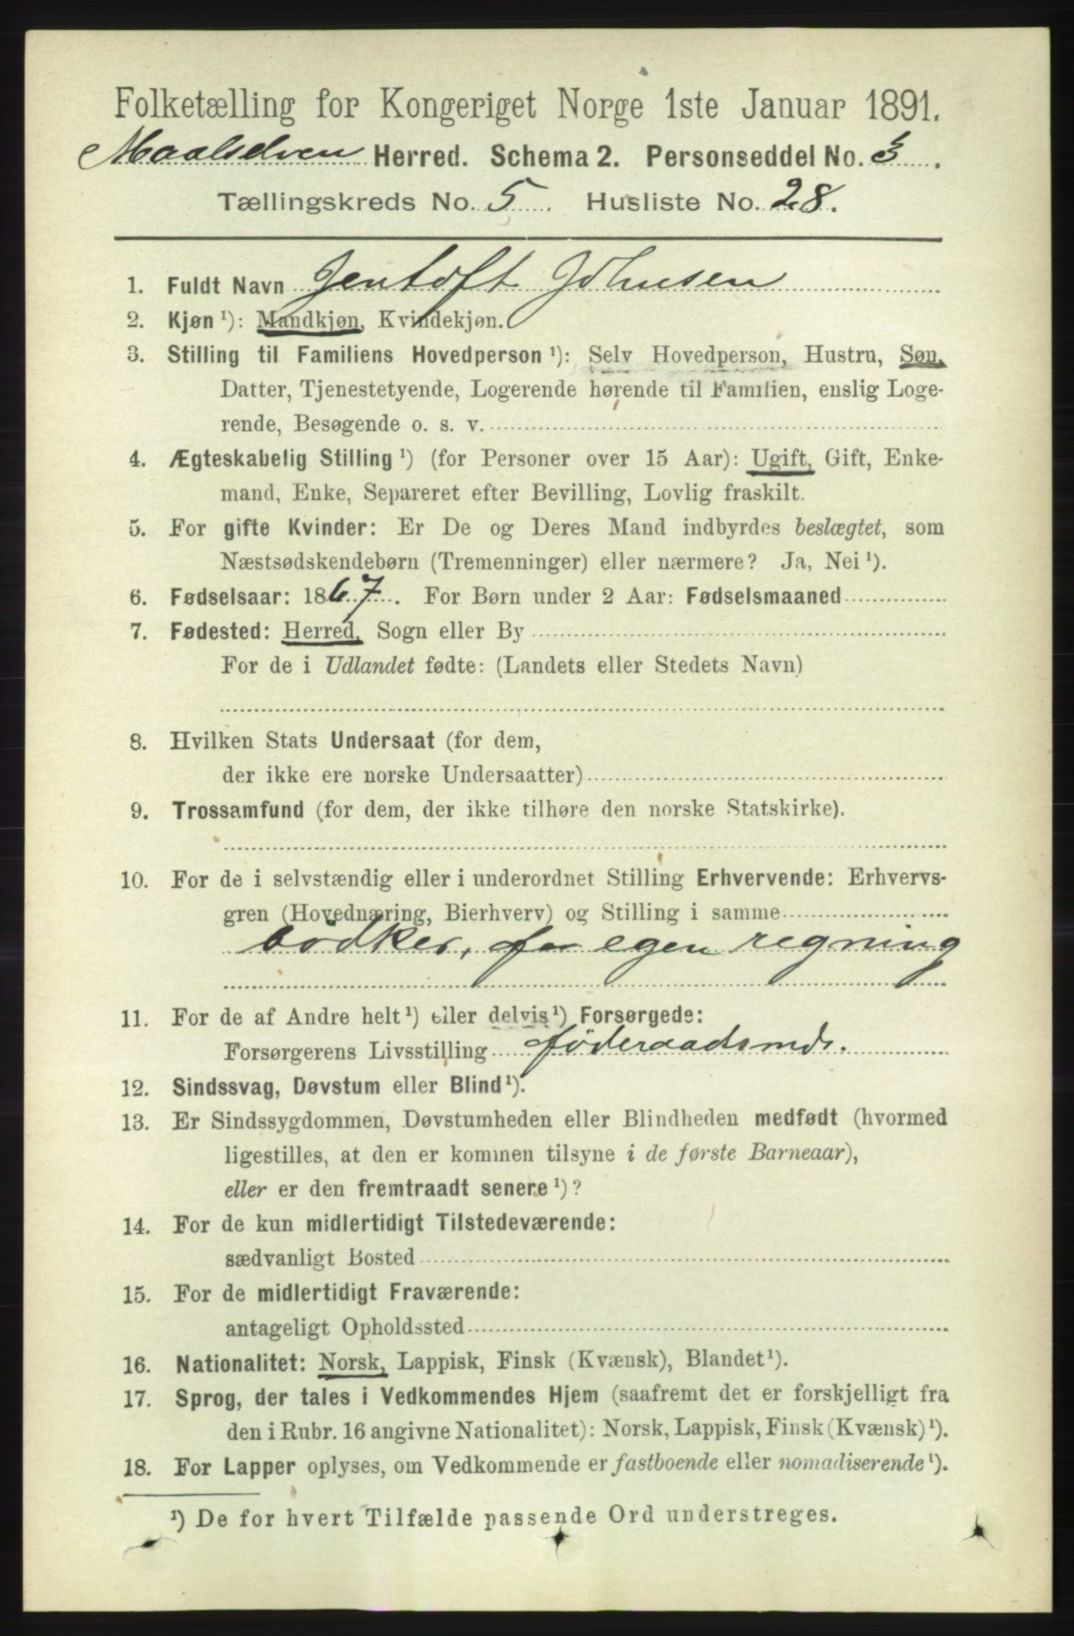 Folketælling for Kongeriget Norge 1ste Januar 1891.
Maalselven Herred. Schema 2. Personseddel No. 3.
Tællingskreds No. 5. Husliste No. 28.
1. Fuldt Navn Jentoft Johnsen
2. Kjøn ¹): Mandkjøn, Kvindekjøn.
3. Stilling til Familiens Hovedperson ¹): Selv Hovedperson, Hustru, Søn,
Datter, Tjenestetyende, Logerende hørende til Familien, enslig Loge-
rende, Besøgende o. s. v.
4. Ægteskabelig Stilling ¹) (for Personer over 15 Aar): Ugift, Gift, Enke-
mand, Enke, Separeret efter Bevilling, Lovlig fraskilt.
5. For gifte Kvinder: Er De og Deres Mand indbyrdes beslægtet, som
Næstsødskendebørn (Tremenninger) eller nærmere? Ja, Nei ¹).
6. Fødselsaar: 1867. For Børn under 2 Aar: Fødselsmaaned
7. Fødested: Herred, Sogn eller By
For de i Udlandet fødte: (Landets eller Stedets Navn)
8. Hvilken Stats Undersaat (for dem,
der ikke ere norske Undersaatter)
9. Trossamfund (for dem, der ikke tilhøre den norske Statskirke).
10. For de i selvstændig eller i underordnet Stilling Erhvervende: Erhvervs-
gren (Hovednæring, Bierhverv) og Stilling i samme
bødker, for egen regning
11. For de af Andre helt ¹) eller delvis ¹) Forsørgede:
Forsørgerens Livsstilling føderaadsmd.
12. Sindssvag, Døvstum eller Blind ¹).
13. Er Sindssygdommen, Døvstumheden eller Blindheden medfødt (hvormed
ligestilles, at den er kommen tilsyne i de første Barneaar),
eller er den fremtraadt senere ¹)?
14. For de kun midlertidigt Tilstedeværende:
sædvanligt Bosted
15. For de midlertidigt Fraværende:
antageligt Opholdssted
16. Nationalitet: Norsk, Lappisk, Finsk (Kvænsk), Blandet ¹).
17. Sprog, der tales i Vedkommendes Hjem (saafremt det er forskjelligt fra
den i Rubr. 16 angivne Nationalitet): Norsk, Lappisk, Finsk (Kvænsk) ¹).
18. For Lapper oplyses, om Vedkommende er fastboende eller nomadiserende ¹).
¹) De for hvert Tilfælde passende Ord understreges.